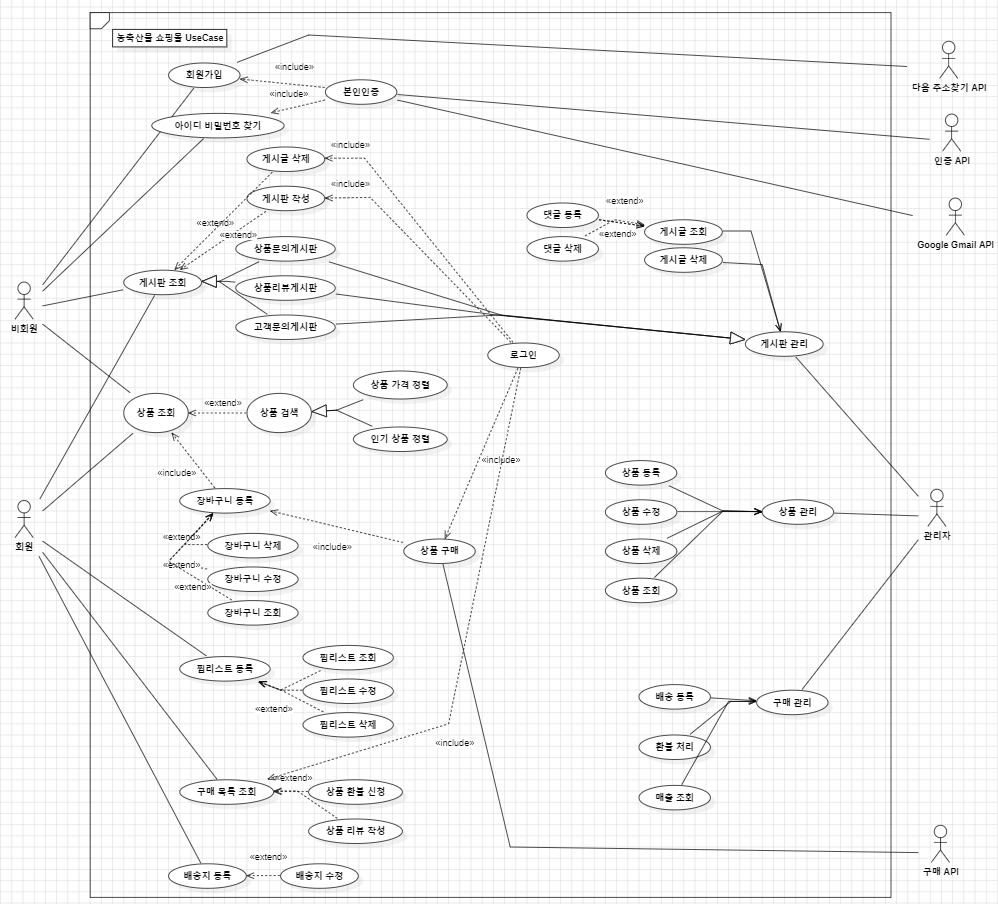 농축산물 쇼핑몰 UseCase
회원가입
«include»
본인인증
«include»
아이디 비밀번호 찾기
다음 주소찾기 API
인증 API
Google Gmail API
게시글 삭제
«include»
게시판 작성
«include»
«extend»
«extend»
상품문의게시판
댓글 등록
«extend»
댓글 삭제
«extend»
게시글 조회
게시글 삭제
게시판 조회
상품리뷰게시판
고객문의게시판
비회원
로그인
게시판 관리
상품 조회
«extend»
상품 검색
상품 가격 정렬
인기 상품 정렬
«include»
«include»
장바구니 등록
상품 등록
상품 수정
상품 관리
상품 삭제
상품 조회
관리자
회원
«extend»
장바구니 삭제
«include»
상품 구매
«extend»
장바구니 수정
«extend»
장바구니 조회
찜리스트 등록
찜리스트 조회
찜리스트 수정
«extend»
찜리스트 삭제
배송 등록
구매 관리
환불 처리
매출 조회
«include»
구매 목록 조회
«extend»
상품 환불 신청
상품 리뷰 작성
배송지 등록
«extend»
배송지 수정
구매 API